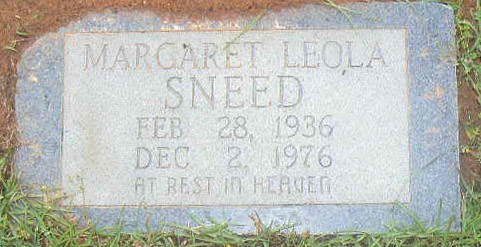 MARGARET LEOLA
SNEED
FEB 28, 1936
DEC 2, 1976
AT REST IN HEAVEN